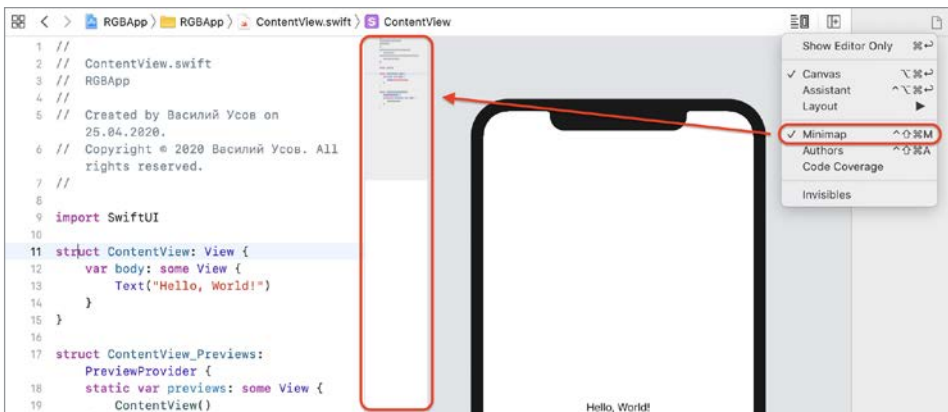 RGBApp › RGBApp › ContentView.swift › S ContentView
1 //
2 // ContentView.swift
3 // RGBApp
4 //
5 // Created by Василий Усов on
25.04.2020.
6 // Copyright © 2020 Василий Усов. All
rights reserved.
7 //
8
9 import SwiftUI
10
11 struct ContentView: View {
12 var body: some View {
13 Text("Hello, World!")
14 }
15 }
16
17 struct ContentView_Previews:
PreviewProvider {
18 static var previews: some View {
19 ContentView()
Hello, World!
Show Editor Only ⌘↩
✓ Canvas ⌥⌘↩
Assistant ^⌥⌘↩
Layout ▶
✓ Minimap ^⇧⌘M
Authors ^⇧⌘A
Code Coverage
Invisibles